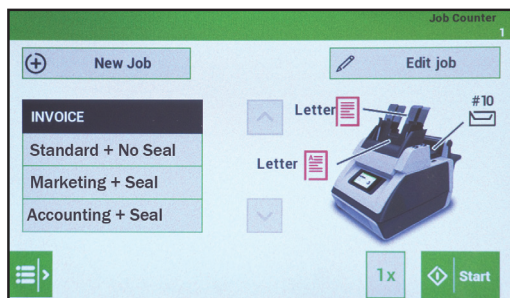 Job Counter
1
New Job
Edit job
INVOICE
Standard + No Seal
Marketing + Seal
Accounting + Seal
Letter
Letter
#10
1x
Start